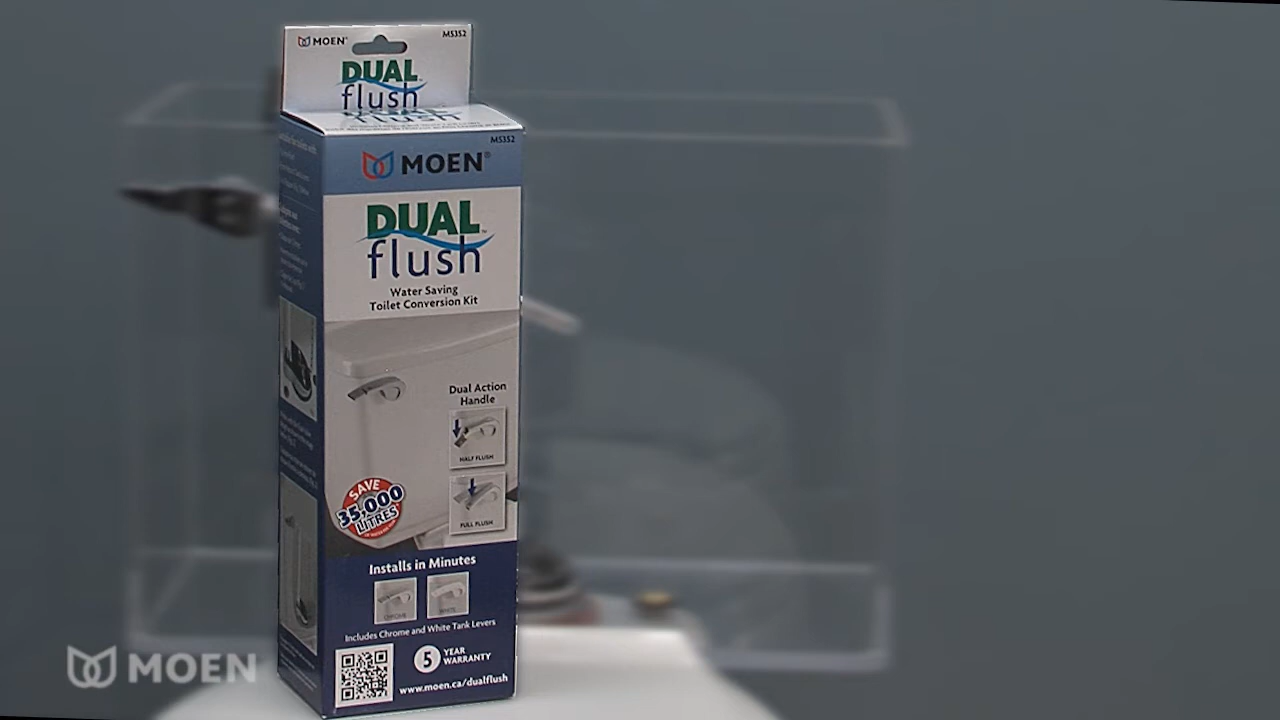 MOEN®
M5352
DUAL
flush
M5352
MOEN®
DUAL™
flush
Water Saving
Toilet Conversion Kit
Dual Action
Handle
HALF FLUSH
SAVE
35,000
LITRES
FULL FLUSH
Installs in Minutes
CHROME
WHITE
Includes Chrome and White Tank Levers
5 YEAR
WARRANTY
www.moen.ca/dualflush
MOEN